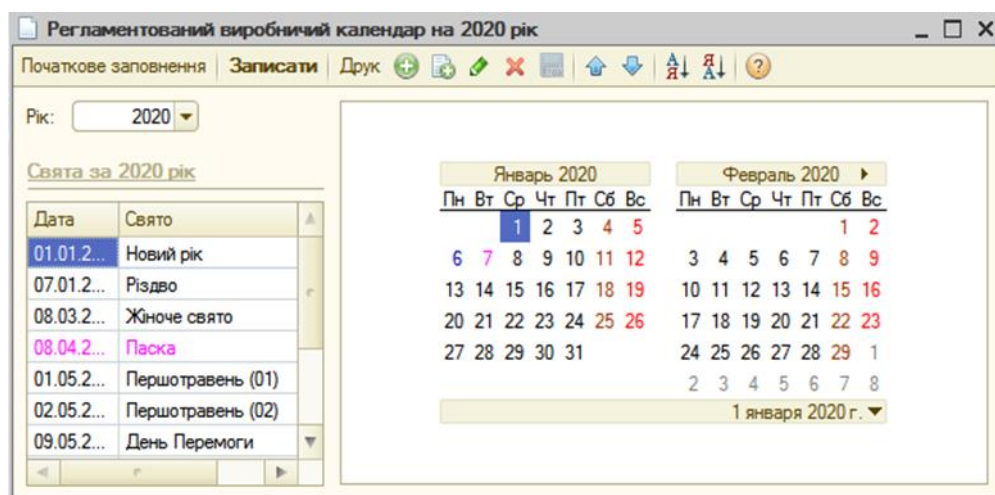 Регламентований виробничий календар на 2020 рік
Початкове заповнення Записати Друк
Рік: 2020
Свята за 2020 рік
Дата Свято
01.01.2... Новий рік
07.01.2... Різдво
08.03.2... Жіноче свято
08.04.2... Паска
01.05.2... Першотравень (01)
02.05.2... Першотравень (02)
09.05.2... День Перемоги
Январь 2020
Пн Вт Ср Чт Пт Сб Вс
1 2 3 4 5
6 7 8 9 10 11 12
13 14 15 16 17 18 19
20 21 22 23 24 25 26
27 28 29 30 31
Февраль 2020
Пн Вт Ср Чт Пт Сб Вс
1 2
3 4 5 6 7 8 9
10 11 12 13 14 15 16
17 18 19 20 21 22 23
24 25 26 27 28 29 1
2 3 4 5 6 7 8
1 января 2020 г.